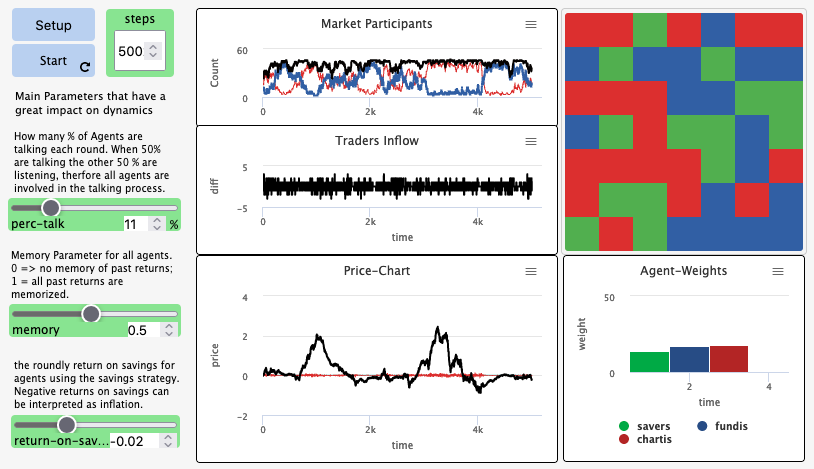 Setup
steps
500
Start
Main Parameters that have a
great impact on dynamics
How many % of Agents are
talking each round. When 50%
are talking the other 50 % are
listening, therfore all agents are
involved in the talking process.
perc-talk 11 %
Memory Parameter for all agents.
0 => no memory of past returns;
1 = all past returns are
memorized.
memory 0.5
the roundly return on savings for
agents using the savings strategy.
Negative returns on savings can
be interpreted as inflation.
return-on-sav... -0.02
Market Participants
Count
60
0
0 2k 4k
Traders Inflow
diff
5
-5
0 2k 4k
time
Price-Chart
price
4
2
0
-2
0 2k 4k
time
Agent-Weights
weight
50
0
2 4
time
savers fundis
chartis